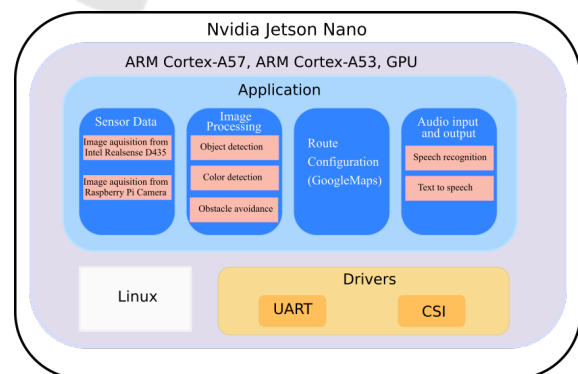 Nvidia Jetson Nano
ARM Cortex-A57, ARM Cortex-A53, GPU
Application
Sensor Data
Image aquisition from
Intel Realsense D435
Image aquisition from
Raspberry Pi Camera
Image
Processing
Object detection
Color detection
Obstacle avoidance
Route
Configuration
(GoogleMaps)
Audio input
and output
Speech recognition
Text to speech
Linux
Drivers
UART
CSI